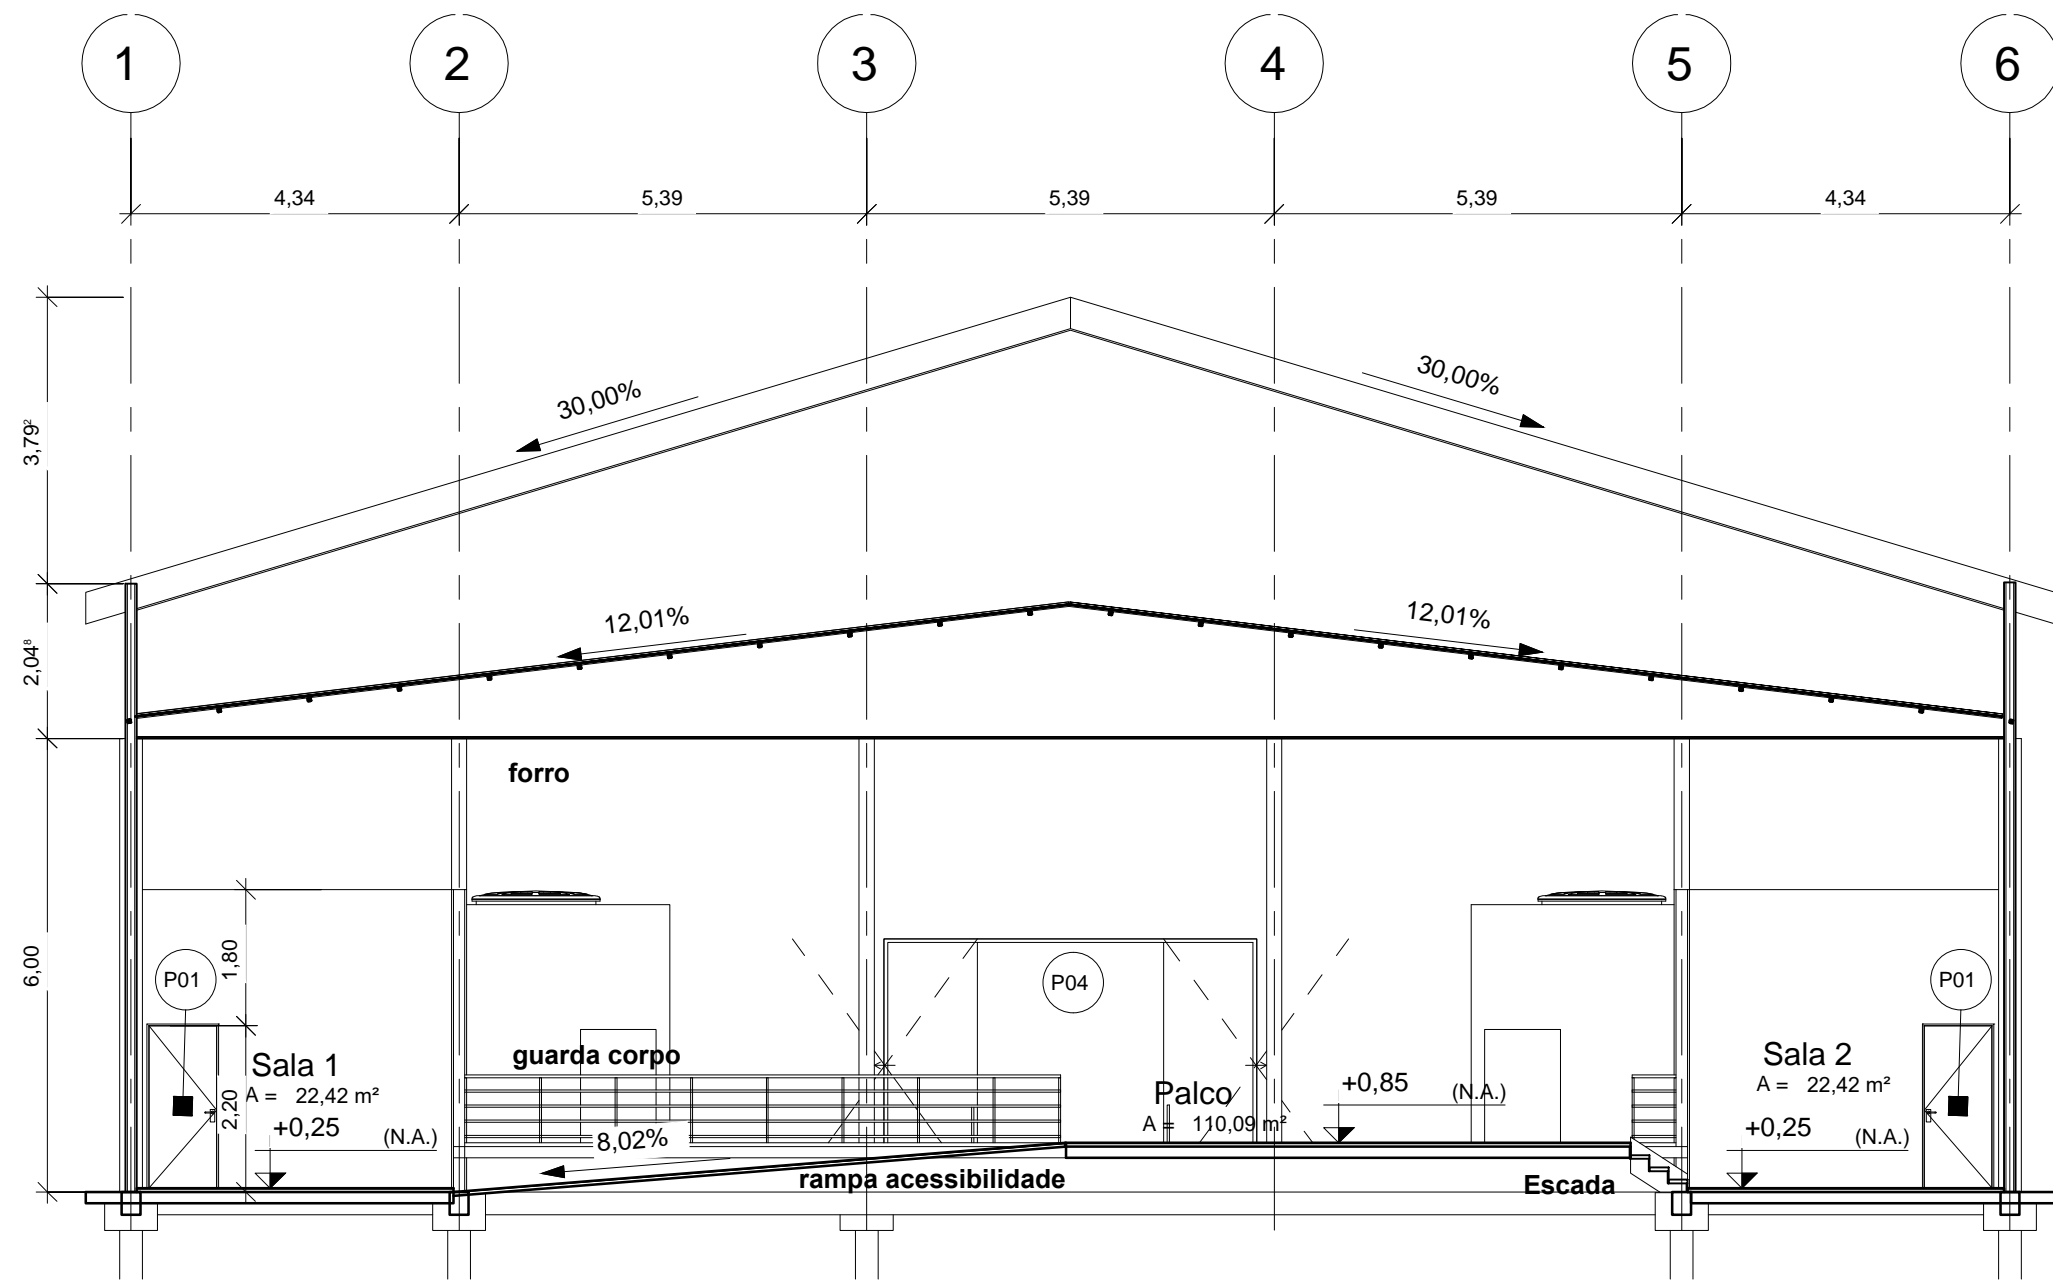 1 2 3 4 5 6
4,34 5,39 5,39 5,39 4,34
30,00% 30,00%
3,79²
12,01% 12,01%
2,04⁸
forro
6,00
1,80
P01 P04 P01
guarda corpo
Sala 1
A = 22,42 m²
+0,25 (N.A.)
2,20
8,02%
rampa acessibilidade
Palco
A = 110,09 m²
+0,85 (N.A.)
Escada
Sala 2
A = 22,42 m²
+0,25 (N.A.)